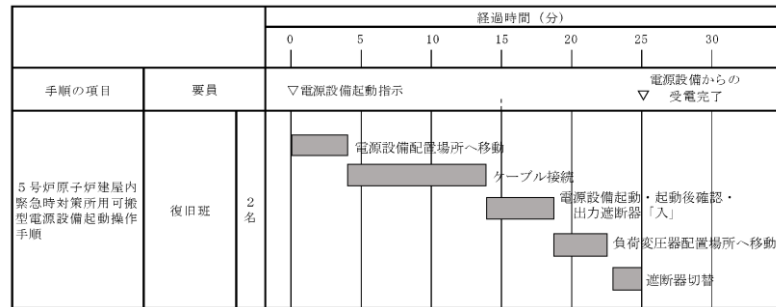 経過時間（分）
0 5 10 15 20 25 30
手順の項目 要員 ▽電源設備起動指示 電源設備からの
▽ 受電完了
電源設備配置場所へ移動
ケーブル接続
電源設備起動・起動後確認・
出力遮断器「入」
負荷変圧器配置場所へ移動
遮断器切替
５号炉原子炉建屋内
緊急時対策所用可搬
型電源設備起動操作
手順
復旧班
２
名